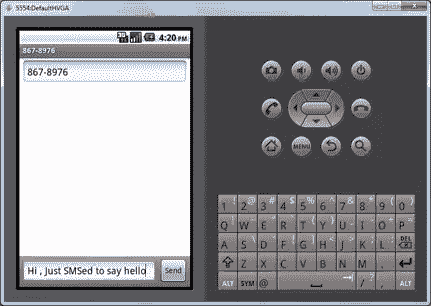 5554:DefaultHVGA
3G 4:20 PM
867-8976
867-8976
Hi , Just SMSed to say hello
Send
MENU
1 ! 2 @ 3 # 4 $ 5 % 6 ^ 7 & 8 * 9 ( 0 )
Q W E R T Y U I O P
A S D F G H J K L DEL
Z X C V B N M .
ALT SYM @ / ? , ALT